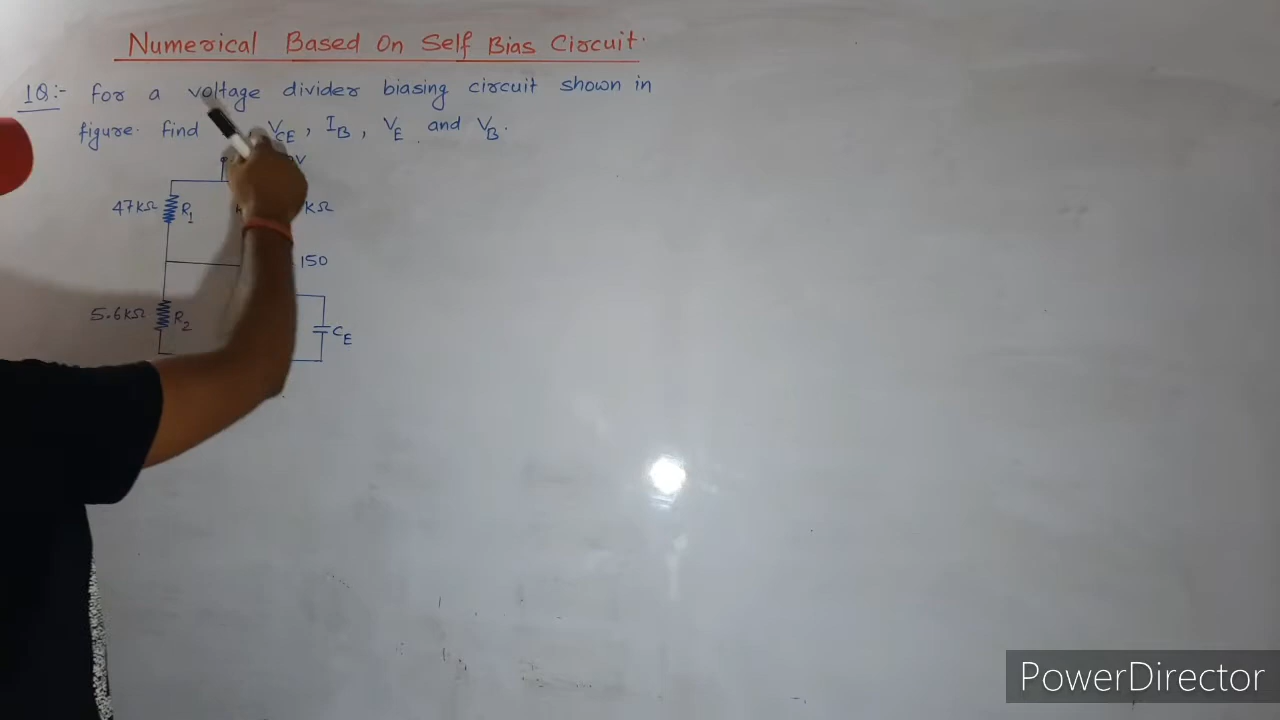 Numerical Based On Self Bias Circuit.
1Q:- For a voltage divider biasing circuit shown in
figure. find VCE, IB, VE and VB.
V
47kΩ R1 kΩ
150
5.6kΩ R2 CE
PowerDirector